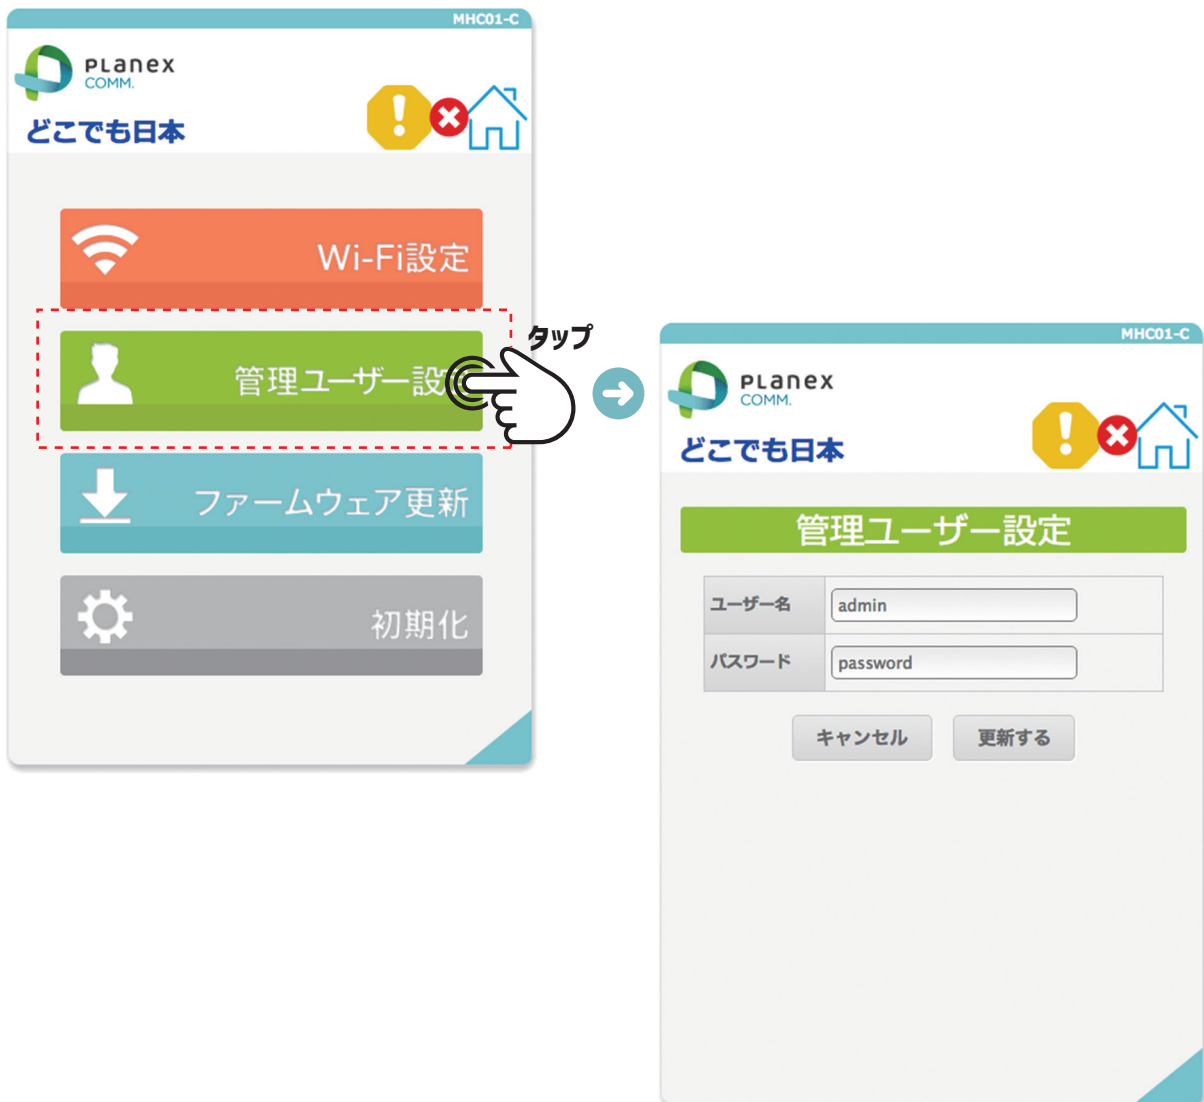 MHC01-C
PLanex
COMM.
どこでも日本
Wi-Fi設定
管理ユーザー設
タップ
ファームウェア更新
初期化
MHC01-C
PLanex
COMM.
どこでも日本
管理ユーザー設定
ユーザー名 admin
パスワード password
キャンセル 更新する